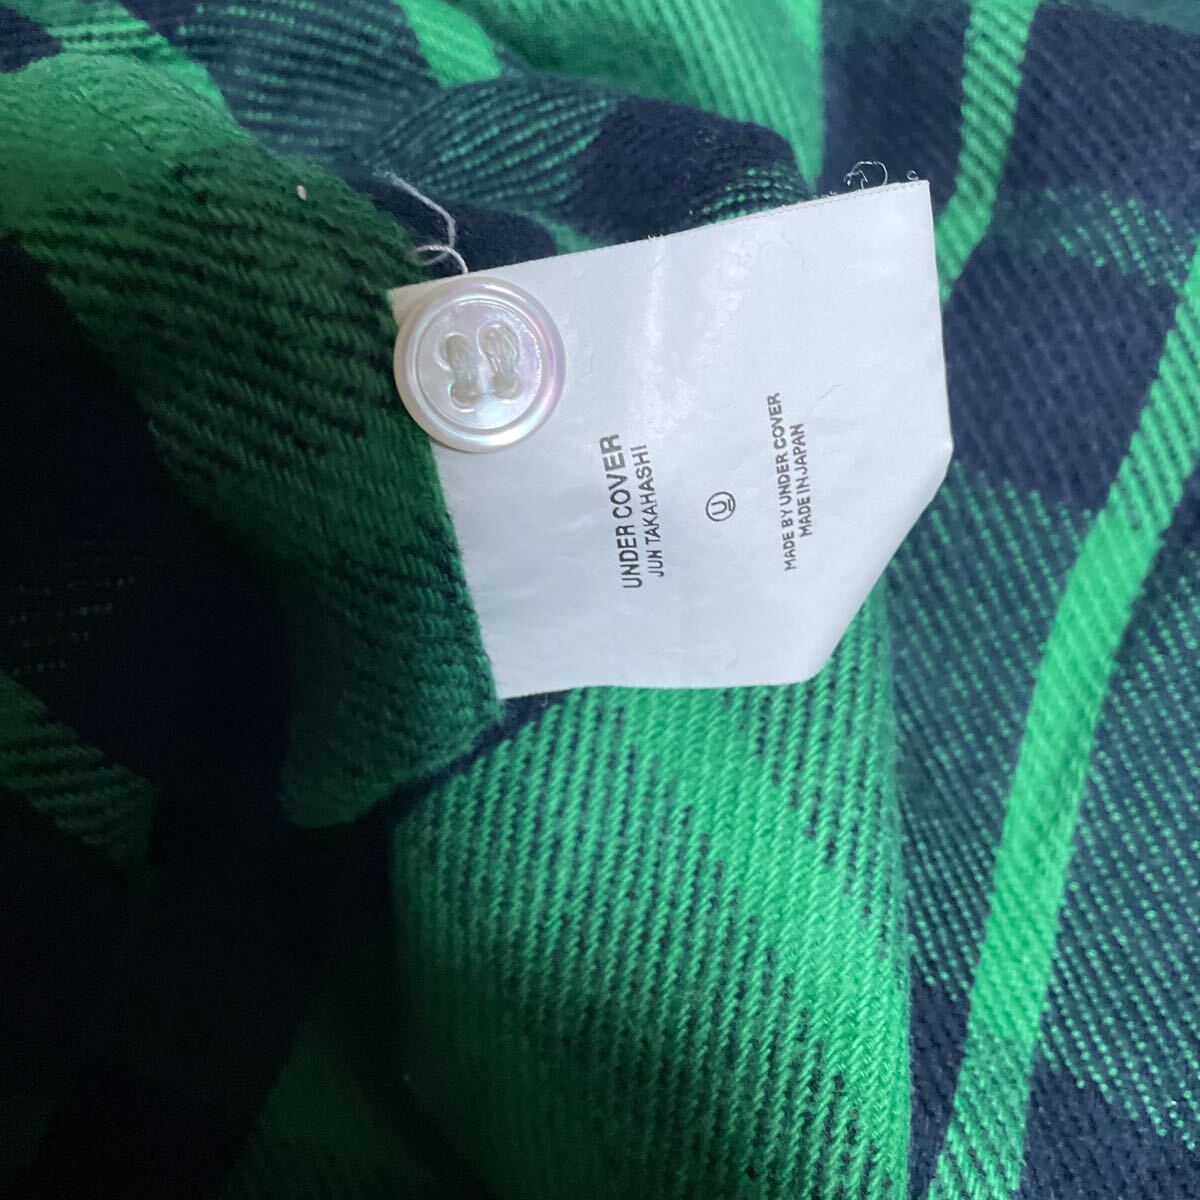 UNDER COVER
JUN TAKAHASHI
U
MADE BY UNDER COVER
MADE IN JAPAN